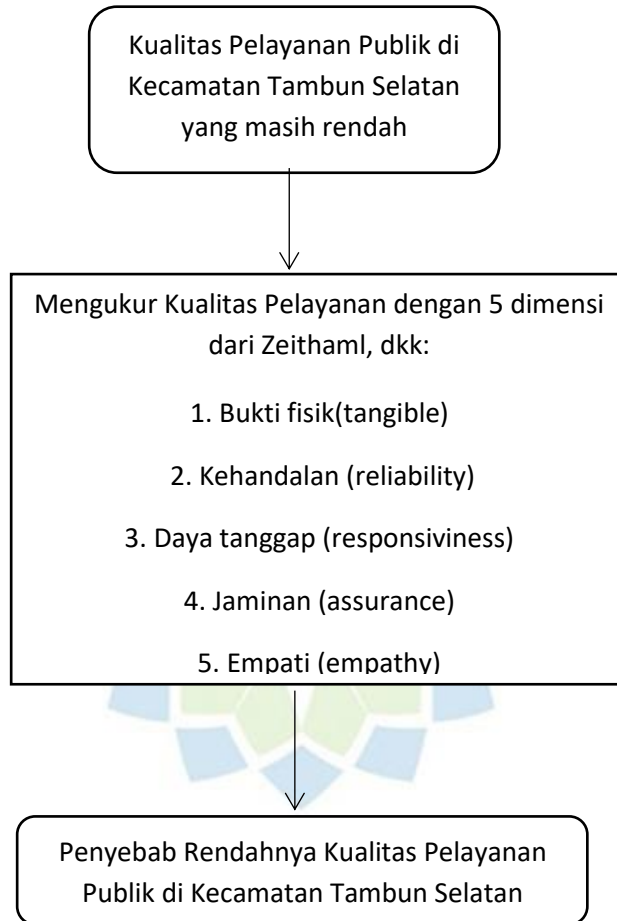 Kualitas Pelayanan Publik di
Kecamatan Tambun Selatan
yang masih rendah
Mengukur Kualitas Pelayanan dengan 5 dimensi
dari Zeithaml, dkk:
1. Bukti fisik(tangible)
2. Kehandalan (reliability)
3. Daya tanggap (responsiviness)
4. Jaminan (assurance)
5. Empati (empathy)
Penyebab Rendahnya Kualitas Pelayanan
Publik di Kecamatan Tambun Selatan